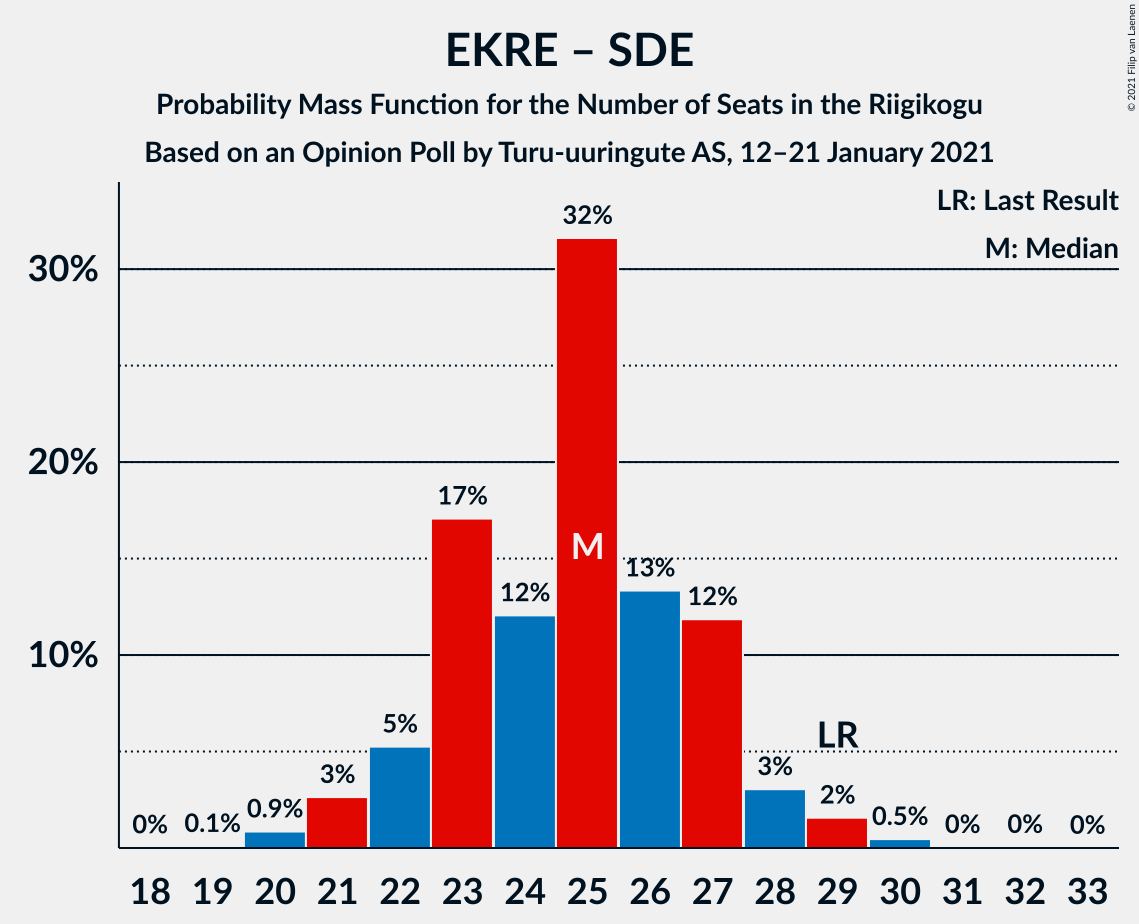 EKRE – SDE
Probability Mass Function for the Number of Seats in the Riigikogu
Based on an Opinion Poll by Turu-uuringute AS, 12–21 January 2021
© 2021 Filip van Laenen
LR: Last Result
M: Median
30%
20%
10%
0%
0.1%
0.9%
3%
5%
17%
12%
32%
M
13%
12%
3%
LR
2%
0.5%
0%
0%
0%
18 19 20 21 22 23 24 25 26 27 28 29 30 31 32 33